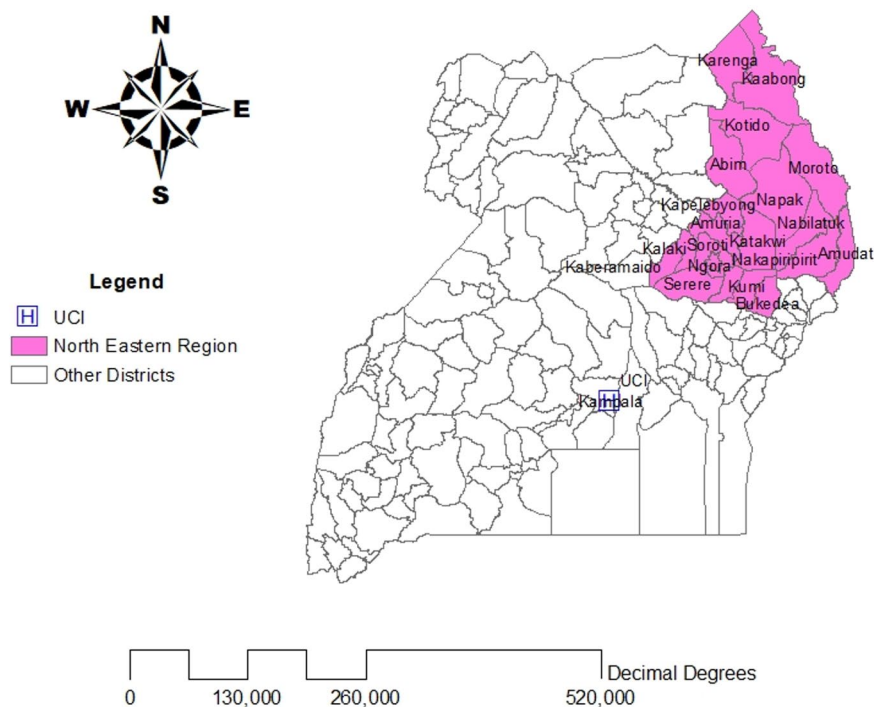 N
W E
S
Karenga
Kaabong
Kotido
Abim
Moroto
Napak
Kapelebyong
Amuria
Nabilatuk
Kalaki
Soroti
Katakwi
Amudat
Kaberamaido
Ngora
Nakapiripirit
Serere
Kumi
Bukedea
Legend
H UCI
North Eastern Region
Other Districts
UCI
H
Kampala
Decimal Degrees
0 130,000 260,000 520,000